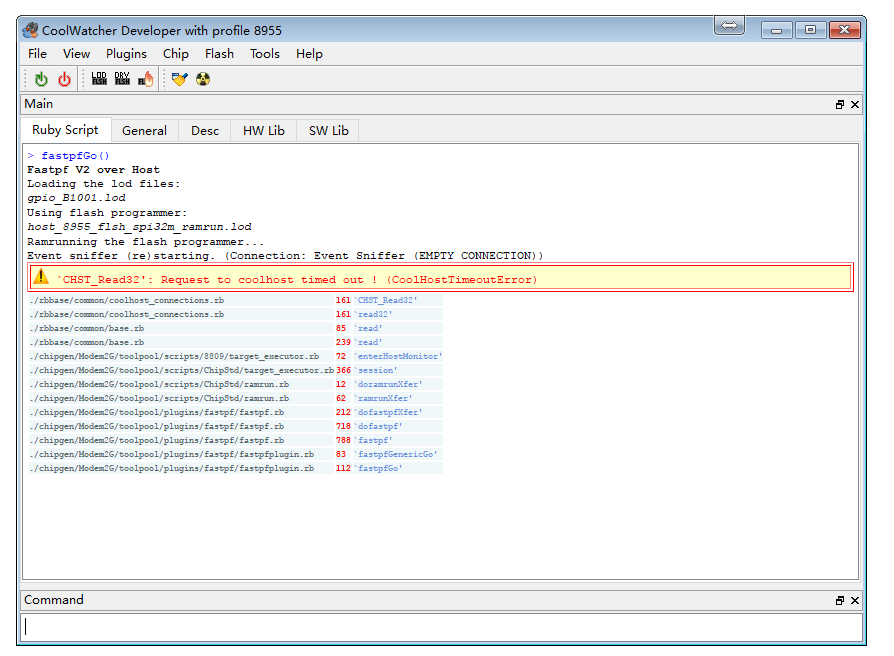 CoolWatcher Developer with profile 8955
File View Plugins Chip Flash Tools Help
LOD FLSH DRV FLSH FL
Main
Ruby Script General Desc HW Lib SW Lib
> fastpfGo()
Fastpf V2 over Host
Loading the lod files:
gpio_B1001.lod
Using flash programmer:
host_8955_flsh_spi32m_ramrun.lod
Ramrunning the flash programmer...
Event sniffer (re)starting. (Connection: Event Sniffer (EMPTY CONNECTION))
`CHST_Read32': Request to coolhost timed out ! (CoolHostTimeoutError)
./rbbase/common/coolhost_connections.rb 161 `CHST_Read32'
./rbbase/common/coolhost_connections.rb 161 `read32'
./rbbase/common/base.rb 85 `read'
./rbbase/common/base.rb 239 `read'
./chipgen/Modem2G/toolpool/scripts/8809/target_executor.rb 72 `enterHostMonitor'
./chipgen/Modem2G/toolpool/scripts/ChipStd/target_executor.rb 366 `session'
./chipgen/Modem2G/toolpool/scripts/ChipStd/ramrun.rb 12 `doramrunXfer'
./chipgen/Modem2G/toolpool/scripts/ChipStd/ramrun.rb 62 `ramrunXfer'
./chipgen/Modem2G/toolpool/plugins/fastpf/fastpf.rb 212 `dofastpfXfer'
./chipgen/Modem2G/toolpool/plugins/fastpf/fastpf.rb 718 `dofastpf'
./chipgen/Modem2G/toolpool/plugins/fastpf/fastpf.rb 788 `fastpf'
./chipgen/Modem2G/toolpool/plugins/fastpf/fastpfplugin.rb 83 `fastpfGenericGo'
./chipgen/Modem2G/toolpool/plugins/fastpf/fastpfplugin.rb 112 `fastpfGo'
Command